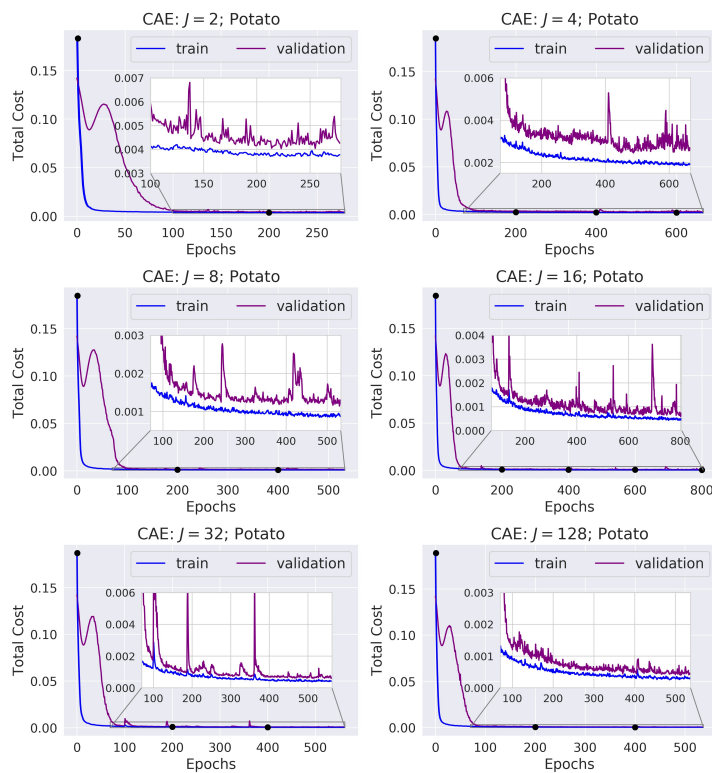 CAE: J = 2; Potato
train validation
Total Cost
0.15
0.10
0.05
0.00
0.007
0.006
0.005
0.004
0.003
100 150 200 250
0 50 100 150 200 250
Epochs
CAE: J = 4; Potato
train validation
Total Cost
0.15
0.10
0.05
0.00
0.006
0.004
0.002
200 400 600
0 200 400 600
Epochs
CAE: J = 8; Potato
train validation
Total Cost
0.15
0.10
0.05
0.00
0.003
0.002
0.001
100 200 300 400 500
0 100 200 300 400 500
Epochs
CAE: J = 16; Potato
train validation
Total Cost
0.15
0.10
0.05
0.00
0.004
0.003
0.002
0.001
0.000
200 400 600 800
0 200 400 600 800
Epochs
CAE: J = 32; Potato
train validation
Total Cost
0.15
0.10
0.05
0.00
0.006
0.004
0.002
0.000
100 200 300 400 500
0 100 200 300 400 500
Epochs
CAE: J = 128; Potato
train validation
Total Cost
0.15
0.10
0.05
0.00
0.003
0.002
0.001
0.000
100 200 300 400 500
0 100 200 300 400 500
Epochs